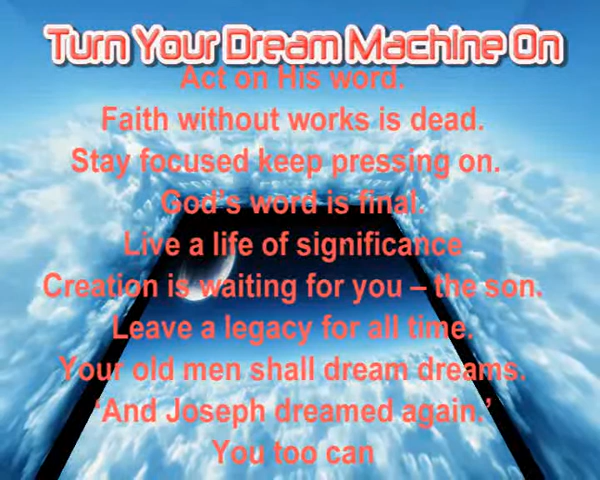 Turn Your Dream Machine On
Act on His word.
Faith without works is dead.
Stay focused keep pressing on.
God's word is final.
Live a life of significance
Creation is waiting for you – the son.
Leave a legacy for all time.
Your old men shall dream dreams.
‘And Joseph dreamed again.’
You too can